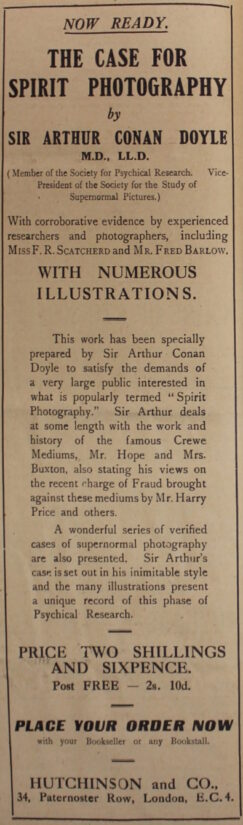 NOW READY.
THE CASE FOR
SPIRIT PHOTOGRAPHY
by
SIR ARTHUR CONAN DOYLE
M.D., LL.D.
(Member of the Society for Psychical Research. Vice-
President of the Society for the Study of
Supernormal Pictures.)
With corroborative evidence by experienced
researchers and photographers, including
MISS F. R. SCATCHERD and MR. FRED BARLOW.
WITH NUMEROUS
ILLUSTRATIONS.
This work has been specially
prepared by Sir Arthur Conan
Doyle to satisfy the demands of
a very large public interested in
what is popularly termed "Spirit
Photography." Sir Arthur deals
at some length with the work and
history of the famous Crewe
Mediums, Mr. Hope and Mrs.
Buxton, also stating his views on
the recent charge of Fraud brought
against these mediums by Mr. Harry
Price and others.
A wonderful series of verified
cases of supernormal photography
are also presented. Sir Arthur's
case is set out in his inimitable style
and the many illustrations present
a unique record of this phase of
Psychical Research.
PRICE TWO SHILLINGS
AND SIXPENCE.
Post FREE — 2s. 10d.
PLACE YOUR ORDER NOW
with your Bookseller or any Bookstall.
HUTCHINSON and CO.,
34, Paternoster Row, London, E.C.4.